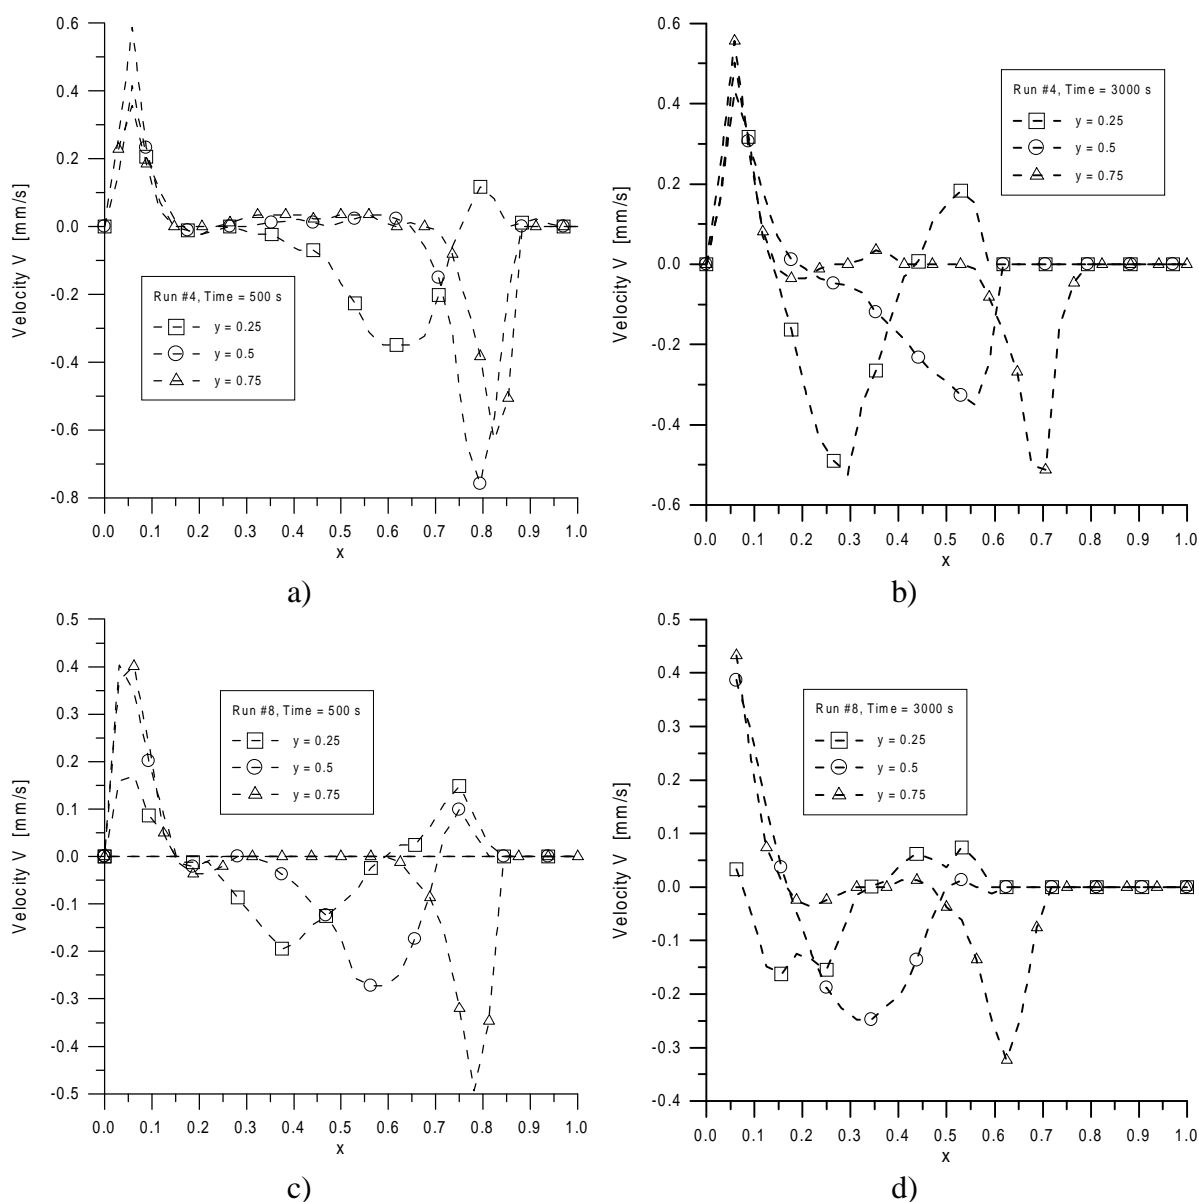 0.6
0.4
0.2
0.0
-0.2
-0.4
-0.6
-0.8
Velocity V [mm/s]
Run #4, Time = 500 s
y = 0.25
y = 0.5
y = 0.75
0.0 0.1 0.2 0.3 0.4 0.5 0.6 0.7 0.8 0.9 1.0
x
a)
0.6
0.4
0.2
0.0
-0.2
-0.4
-0.6
Velocity V [mm/s]
Run #4, Time = 3000 s
y = 0.25
y = 0.5
y = 0.75
0.0 0.1 0.2 0.3 0.4 0.5 0.6 0.7 0.8 0.9 1.0
x
b)
0.5
0.4
0.3
0.2
0.1
0.0
-0.1
-0.2
-0.3
-0.4
-0.5
Velocity V [mm/s]
Run #8, Time = 500 s
y = 0.25
y = 0.5
y = 0.75
0.0 0.1 0.2 0.3 0.4 0.5 0.6 0.7 0.8 0.9 1.0
x
c)
0.5
0.4
0.3
0.2
0.1
0.0
-0.1
-0.2
-0.3
-0.4
Velocity V [mm/s]
Run #8, Time = 3000 s
y = 0.25
y = 0.5
y = 0.75
0.0 0.1 0.2 0.3 0.4 0.5 0.6 0.7 0.8 0.9 1.0
x
d)